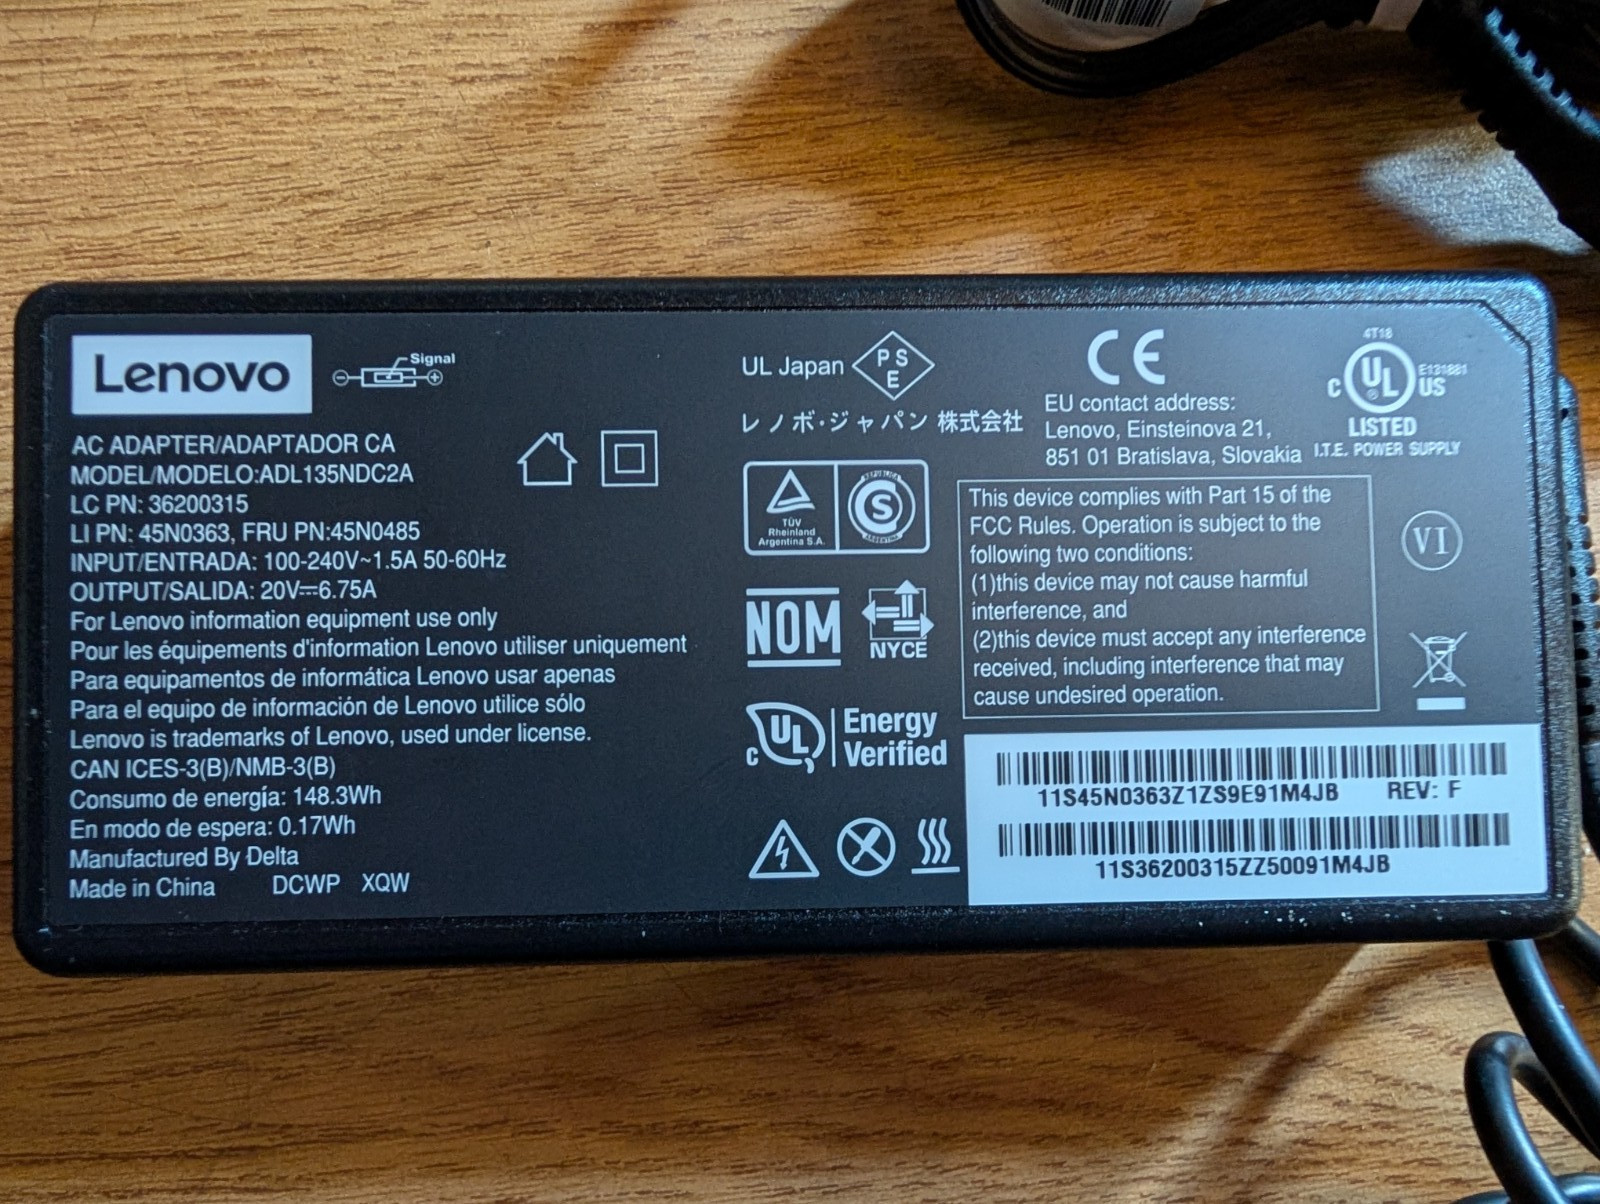 Lenovo
Signal
AC ADAPTER/ADAPTADOR CA
MODEL/MODELO:ADL135NDC2A
LC PN: 36200315
LI PN: 45N0363, FRU PN:45N0485
INPUT/ENTRADA: 100-240V~1.5A 50-60Hz
OUTPUT/SALIDA: 20V⎓6.75A
For Lenovo information equipment use only
Pour les équipements d'information Lenovo utiliser uniquement
Para equipamentos de informática Lenovo usar apenas
Para el equipo de información de Lenovo utilice sólo
Lenovo is trademarks of Lenovo, used under license.
CAN ICES-3(B)/NMB-3(B)
Consumo de energía: 148.3Wh
En modo de espera: 0.17Wh
Manufactured By Delta
Made in China DCWP XQW
UL Japan PSE
レノボ・ジャパン 株式会社
TÜV
Rheinland
Argentina S.A.
REPUBLICA
S
ARGENTINA
NOM
NYCE
c UL Energy
Verified
CE
EU contact address:
Lenovo, Einsteinova 21,
851 01 Bratislava, Slovakia
4T18
E131881
c UL ® US
LISTED
I.T.E. POWER SUPPLY
This device complies with Part 15 of the
FCC Rules. Operation is subject to the
following two conditions:
(1)this device may not cause harmful
interference, and
(2)this device must accept any interference
received, including interference that may
cause undesired operation.
VI
11S45N0363Z1ZS9E91M4JB REV: F
11S36200315ZZ50091M4JB